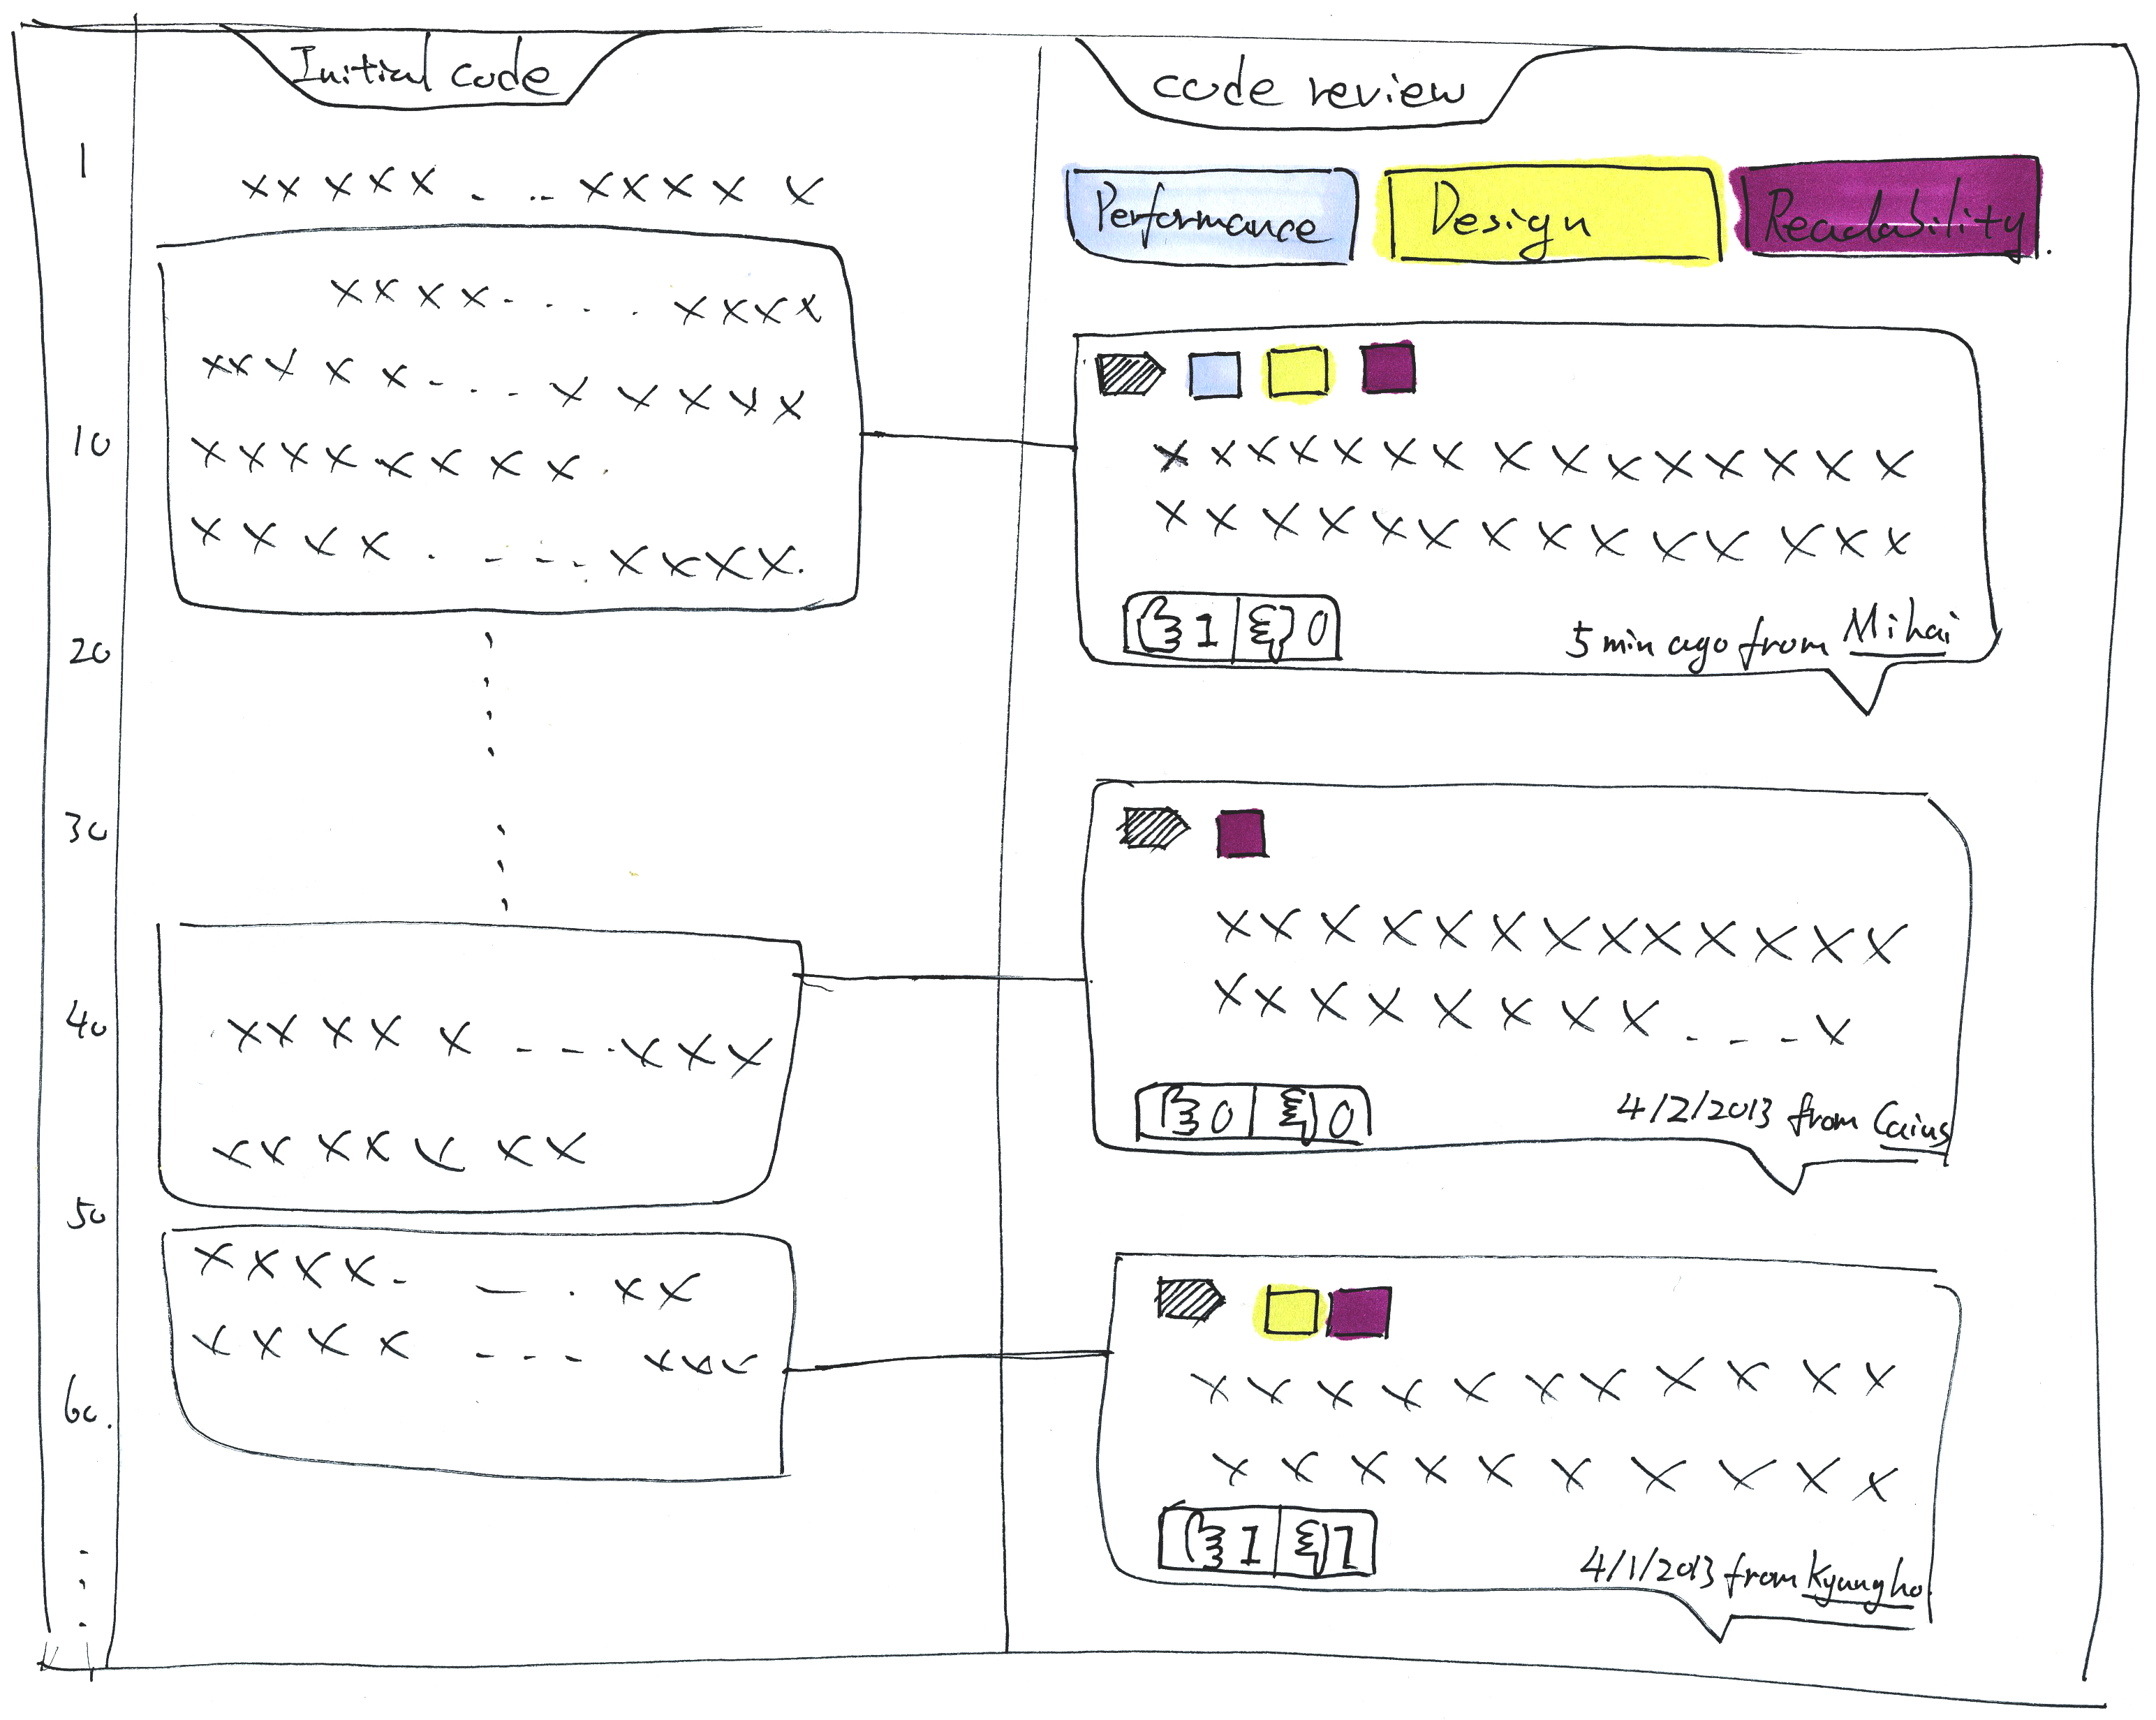 Initial code
code review
1
10
20
30
40
50
60.
Performance
Design
Readability.
1 0
5 min ago from Mihai
0 0
4/2/2013 from Caius
1 1
4/1/2013 from Kyungho